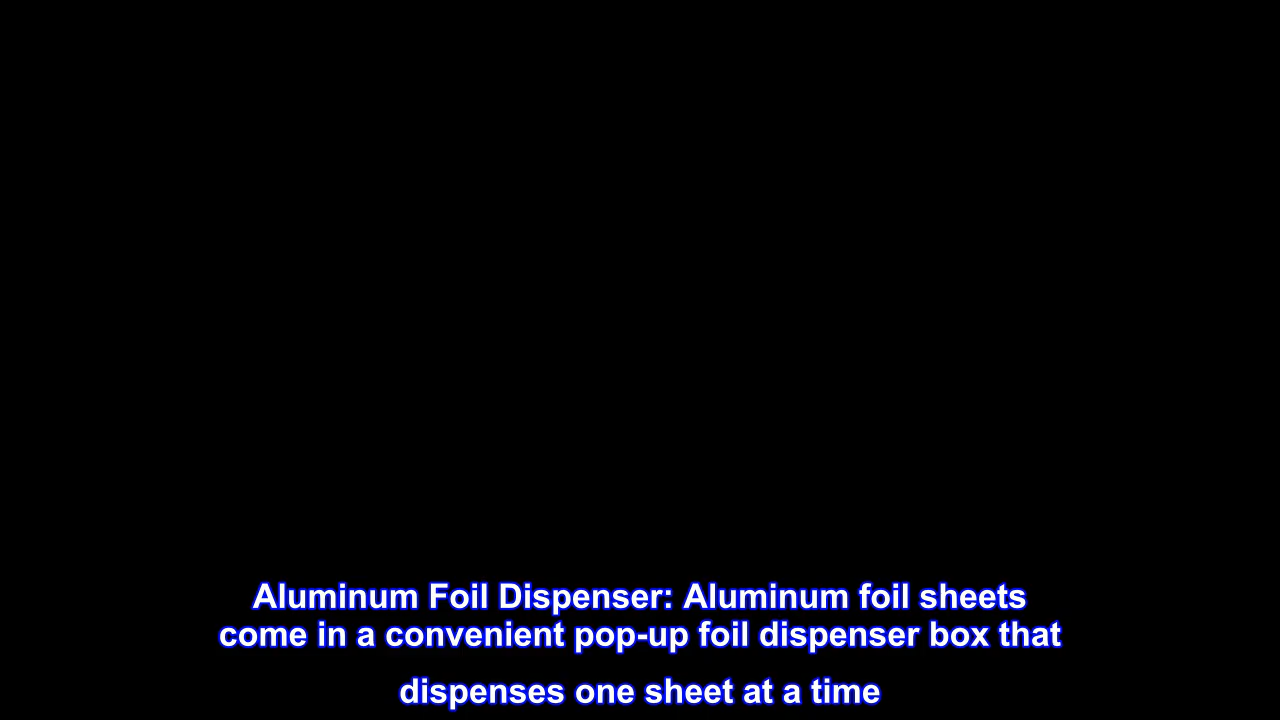 Aluminum Foil Dispenser: Aluminum foil sheets
come in a convenient pop-up foil dispenser box that
dispenses one sheet at a time